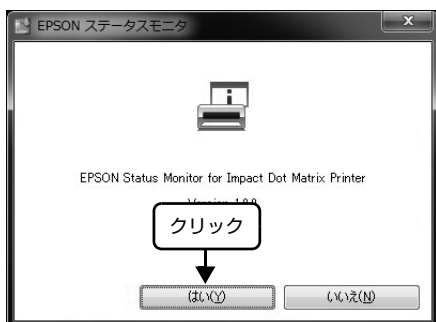 EPSON ステータスモニタ
x
EPSON Status Monitor for Impact Dot Matrix Printer
クリック
はい(Y)
いいえ(N)